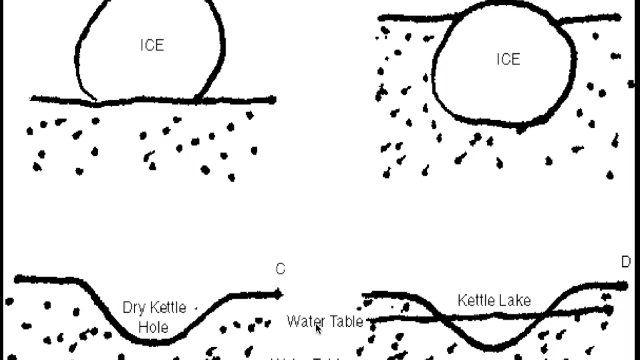 ICE
ICE
C
D
Dry Kettle
Hole
Kettle Lake
Water Table